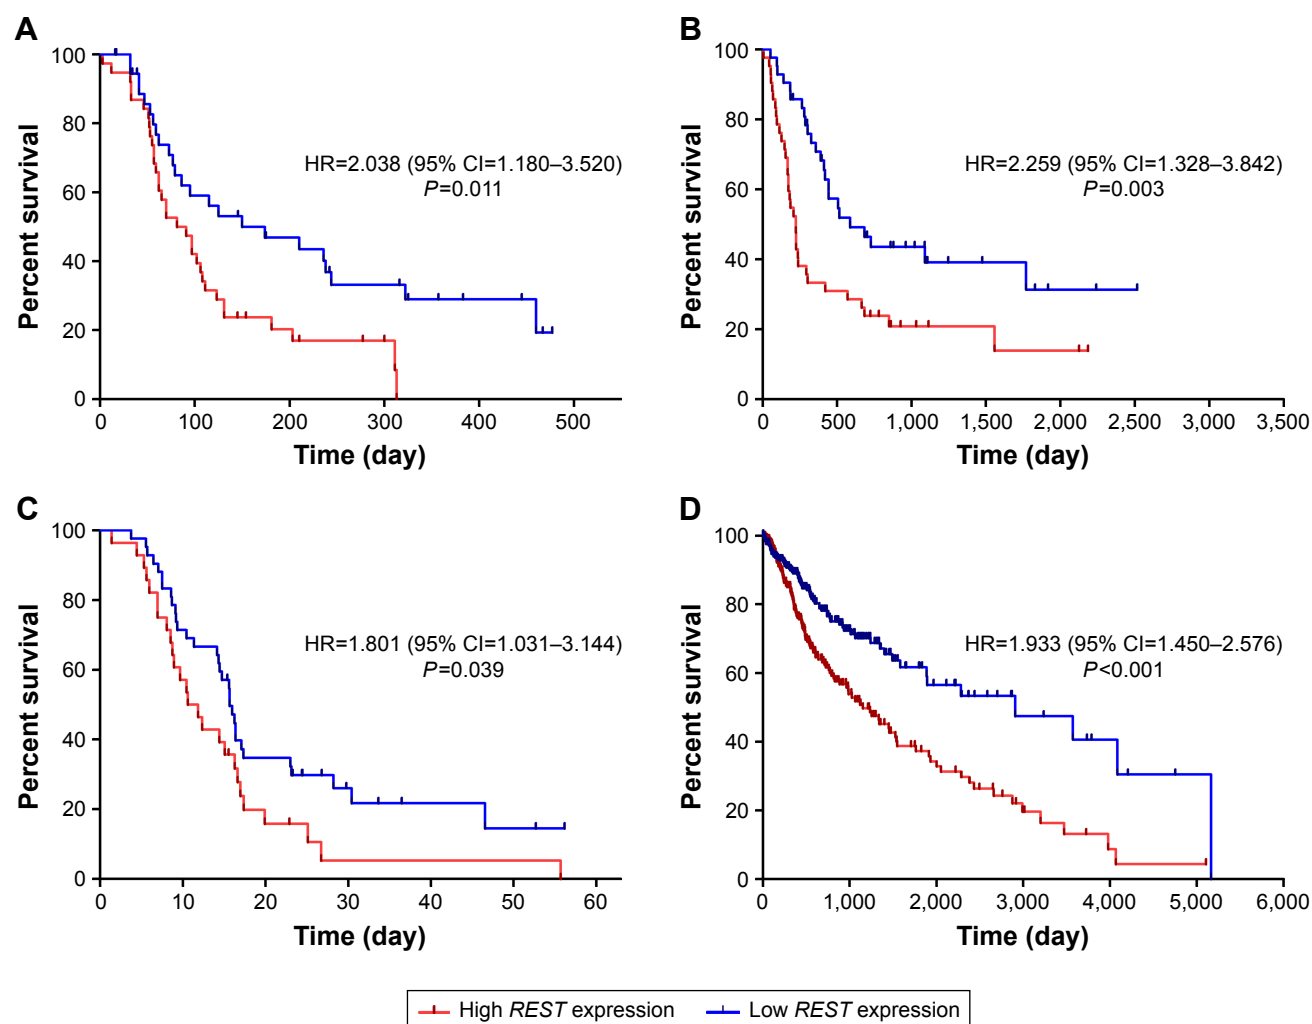 A
100
80
60
40
20
0
Percent survival
HR=2.038 (95% CI=1.180–3.520)
P=0.011
0 100 200 300 400 500
Time (day)
B
100
80
60
40
20
0
Percent survival
HR=2.259 (95% CI=1.328–3.842)
P=0.003
0 500 1,000 1,500 2,000 2,500 3,000 3,500
Time (day)
C
100
80
60
40
20
0
Percent survival
HR=1.801 (95% CI=1.031–3.144)
P=0.039
0 10 20 30 40 50 60
Time (day)
D
100
80
60
40
20
0
Percent survival
HR=1.933 (95% CI=1.450–2.576)
P<0.001
0 1,000 2,000 3,000 4,000 5,000 6,000
Time (day)
High REST expression Low REST expression